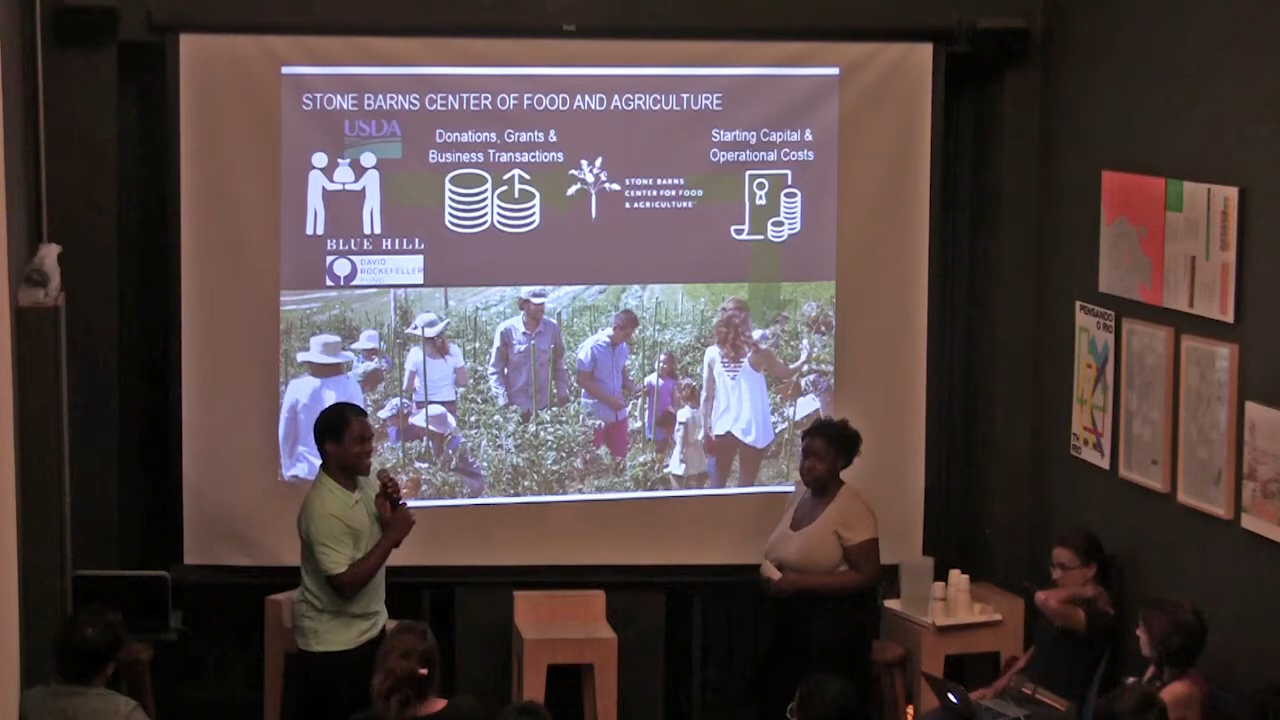 STONE BARNS CENTER OF FOOD AND AGRICULTURE
USDA
Donations, Grants &
Business Transactions
STONE BARNS
CENTER FOR FOOD
& AGRICULTURE
Starting Capital &
Operational Costs
BLUE HILL
DAVID
ROCKEFELLER
FUND
PENSANDO
O RIO